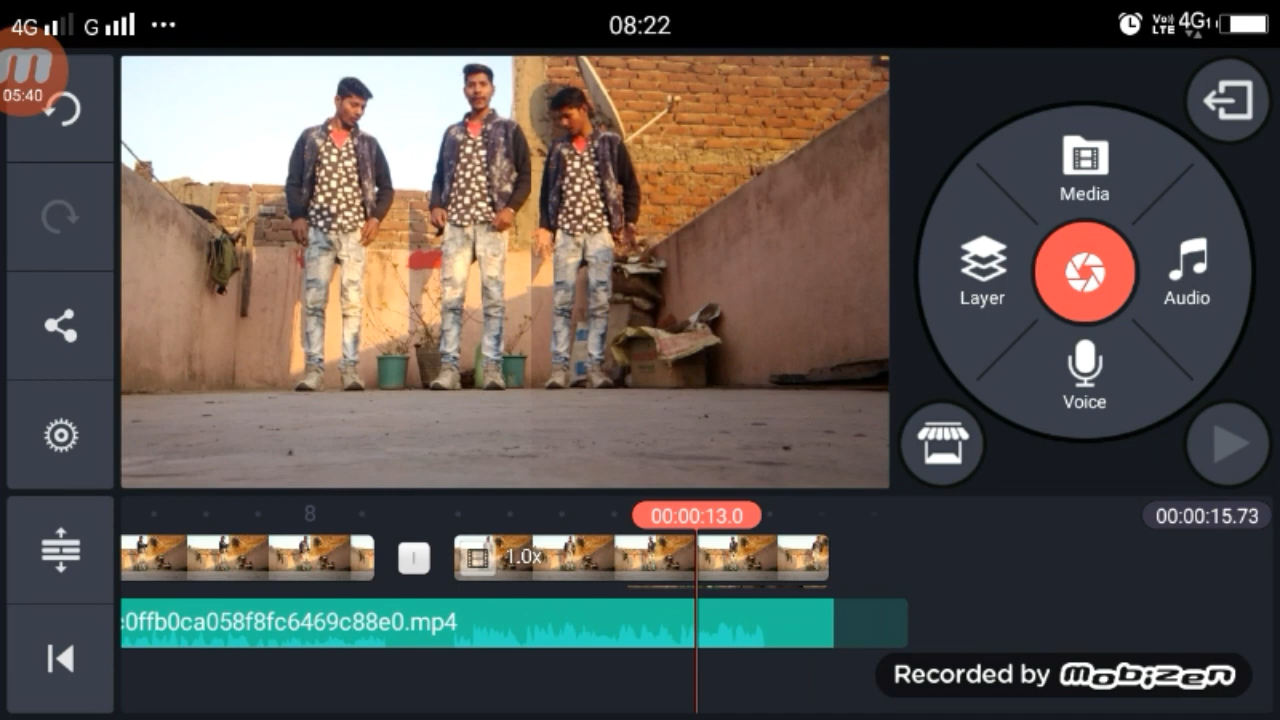 4G G ••• 08:22 Vo)) LTE 4G
m
05:40
Media
Layer
Audio
Voice
8
00:00:13.0
00:00:15.73
1.0x
0ffb0ca058f8fc6469c88e0.mp4
Recorded by mobizen